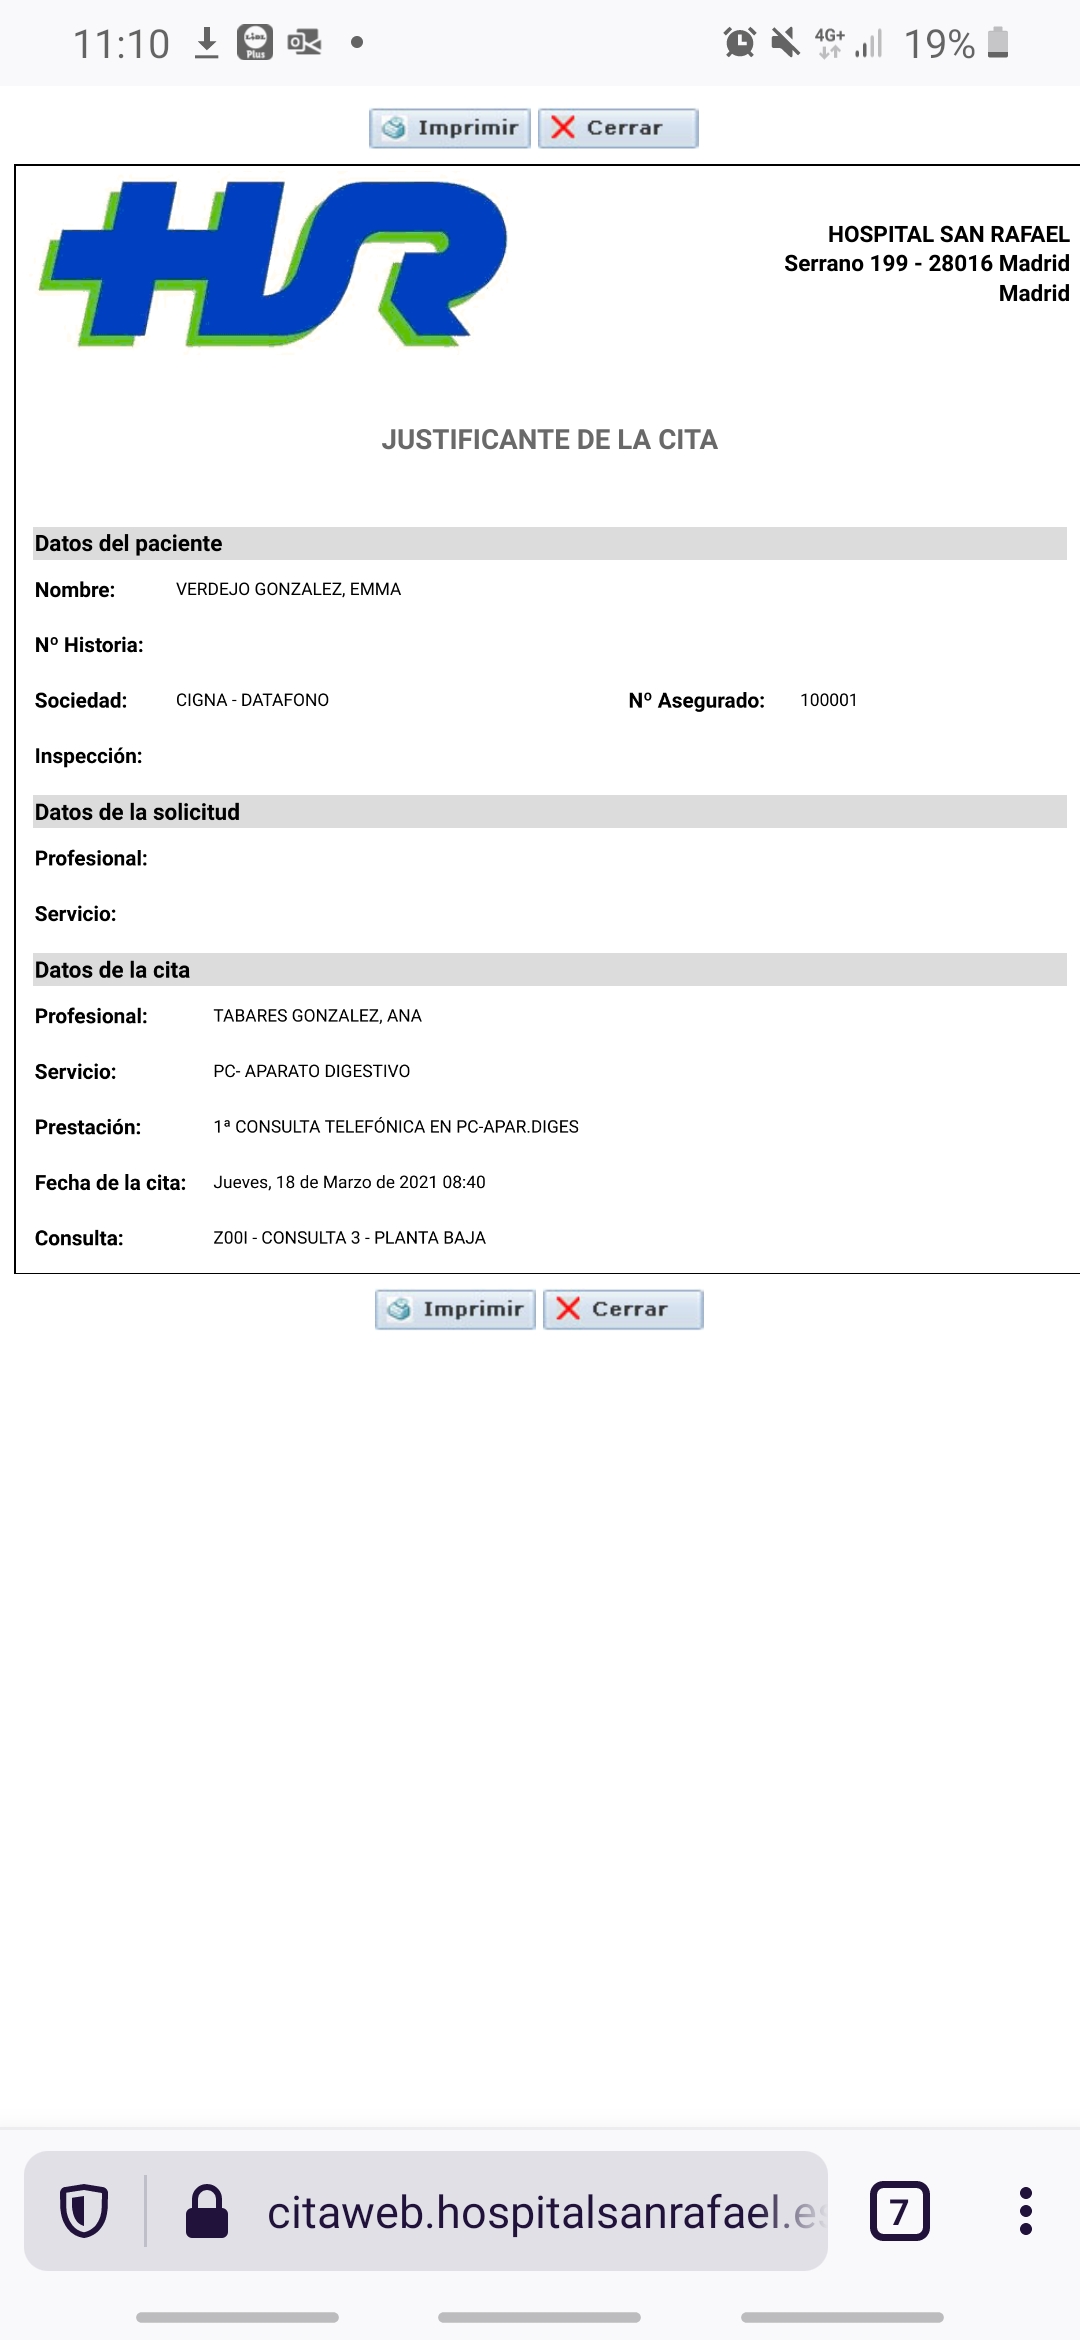 11:10 LIDL Plus 4G+ 19%
Imprimir Cerrar
HSR
HOSPITAL SAN RAFAEL
Serrano 199 - 28016 Madrid
Madrid
JUSTIFICANTE DE LA CITA
Datos del paciente
Nombre: VERDEJO GONZALEZ, EMMA
Nº Historia:
Sociedad: CIGNA - DATAFONO Nº Asegurado: 100001
Inspección:
Datos de la solicitud
Profesional:
Servicio:
Datos de la cita
Profesional: TABARES GONZALEZ, ANA
Servicio: PC- APARATO DIGESTIVO
Prestación: 1ª CONSULTA TELEFÓNICA EN PC-APAR.DIGES
Fecha de la cita: Jueves, 18 de Marzo de 2021 08:40
Consulta: Z00I - CONSULTA 3 - PLANTA BAJA
Imprimir Cerrar
citaweb.hospitalsanrafael.es 7